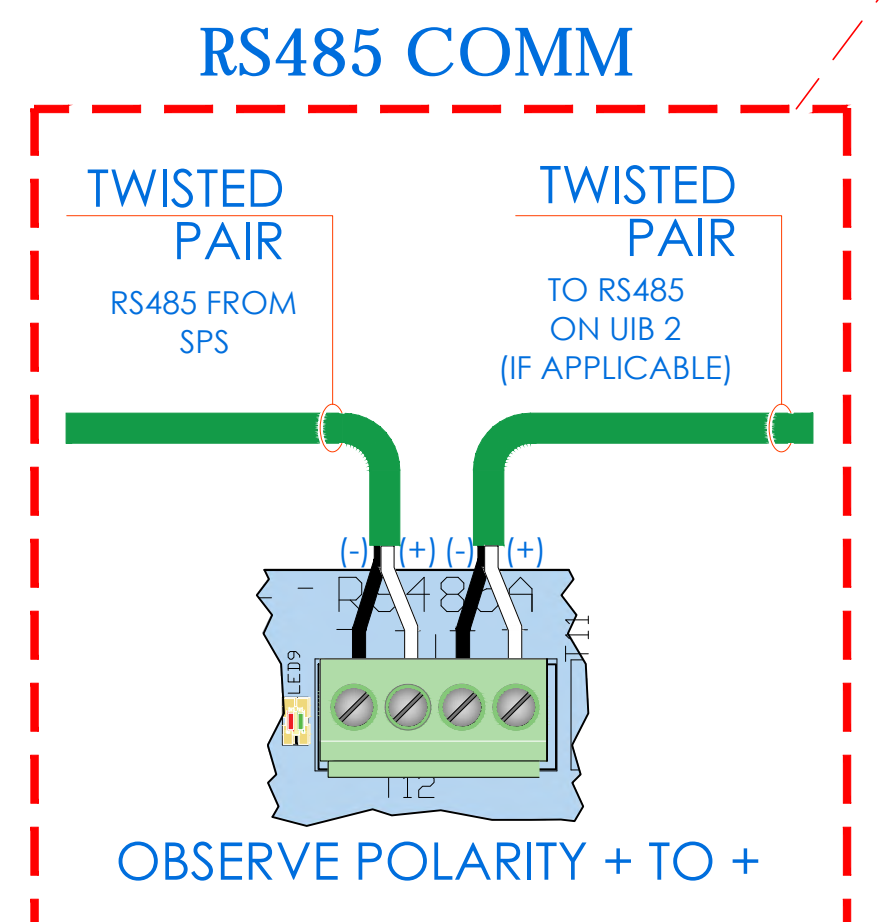 RS485 COMM
TWISTED
PAIR
RS485 FROM
SPS
TWISTED
PAIR
TO RS485
ON UIB 2
(IF APPLICABLE)
(-) (+) (-) (+)
RS485A
LED9
T11
T12
OBSERVE POLARITY + TO +